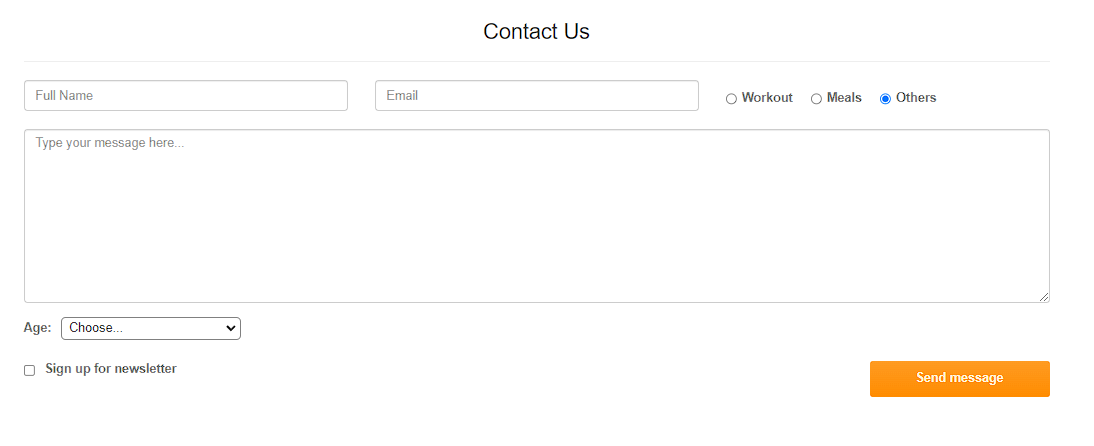 Contact Us
Full Name Email Workout Meals Others
Type your message here...
Age: Choose...
Sign up for newsletter Send message